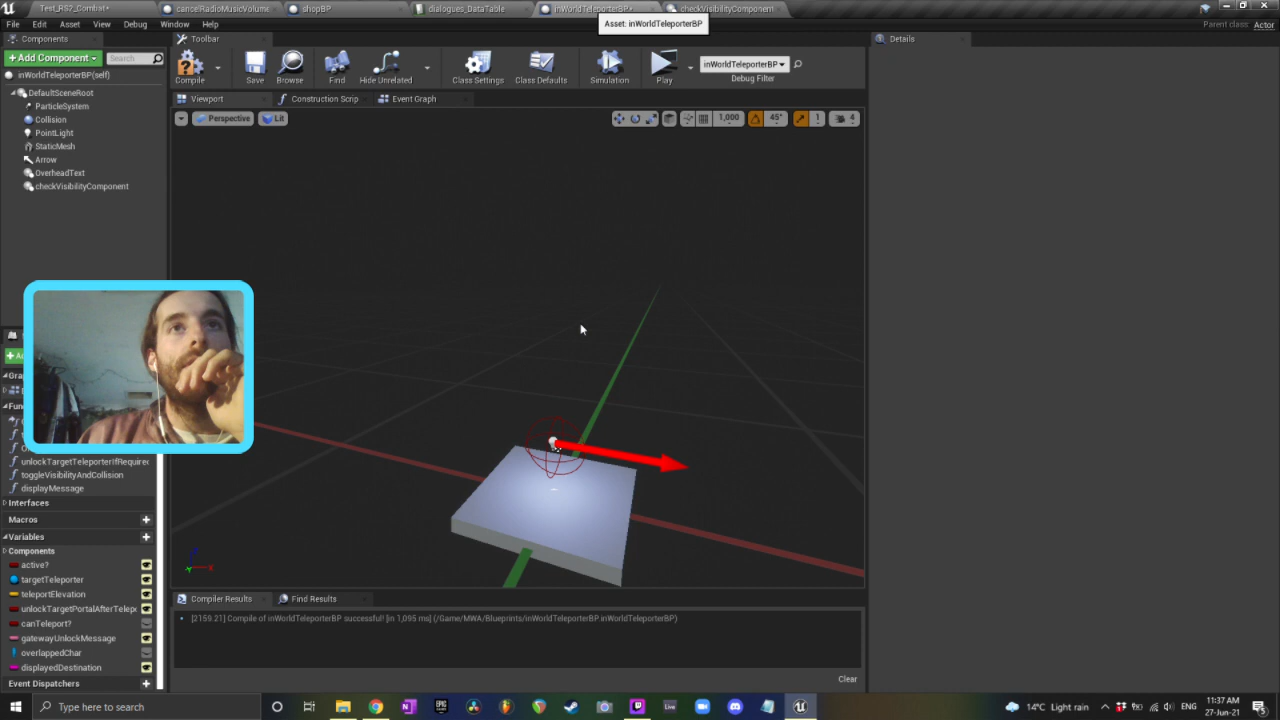 Test_RS2_Combat*
cancelRadioMusicVolume
shopBP
dialogues_DataTable
inWorldTeleporterBP*
checkVisibilityComponent
File Edit Asset View Debug Window Help
Asset: inWorldTeleporterBP
Parent class: Actor
Components
Toolbar
Details
+Add Component
Search
Compile
Save
Browse
Find
Hide Unrelated
Class Settings
Class Defaults
Simulation
Play
inWorldTeleporterBP
Debug Filter
inWorldTeleporterBP(self)
DefaultSceneRoot
ParticleSystem
Collision
PointLight
StaticMesh
Arrow
OverheadText
checkVisibilityComponent
Viewport
Construction Scrip
Event Graph
Perspective
Lit
1,000
45°
1
4
unlockTargetTeleporterIfRequired
toggleVisibilityAndCollision
displayMessage
Interfaces
Macros
Variables
Components
active?
targetTeleporter
teleportElevation
unlockTargetPortalAfterTelepo
canTeleport?
gatewayUnlockMessage
overlappedChar
displayedDestination
Event Dispatchers
Compiler Results
Find Results
[2159.21] Compile of inWorldTeleporterBP successful! [in 1,095 ms] (/Game/MWA/Blueprints/inWorldTeleporterBP.inWorldTeleporterBP)
Clear
Type here to search
14°C Light rain
ENG
11:37 AM
27-Jun-21